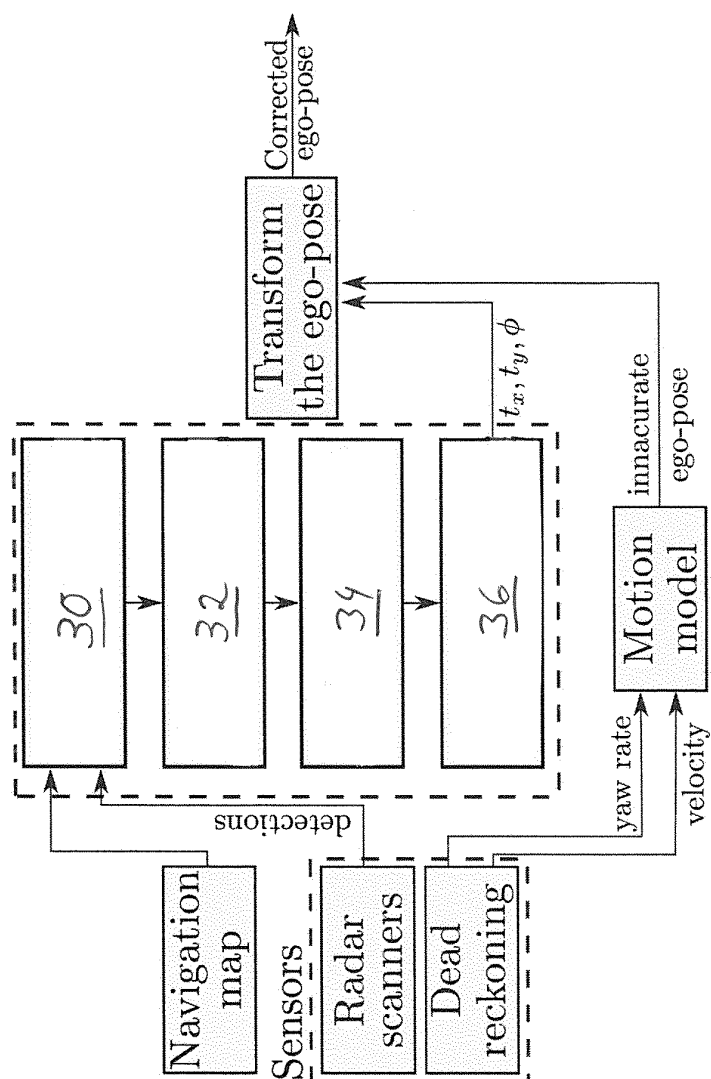 Navigation
map
Sensors
Radar
scanners
Dead
reckoning
detections
yaw rate
velocity
30
32
34
36
Motion
model
innacurate
ego-pose
t_x, t_y, ϕ
Transform
the ego-pose
Corrected
ego-pose